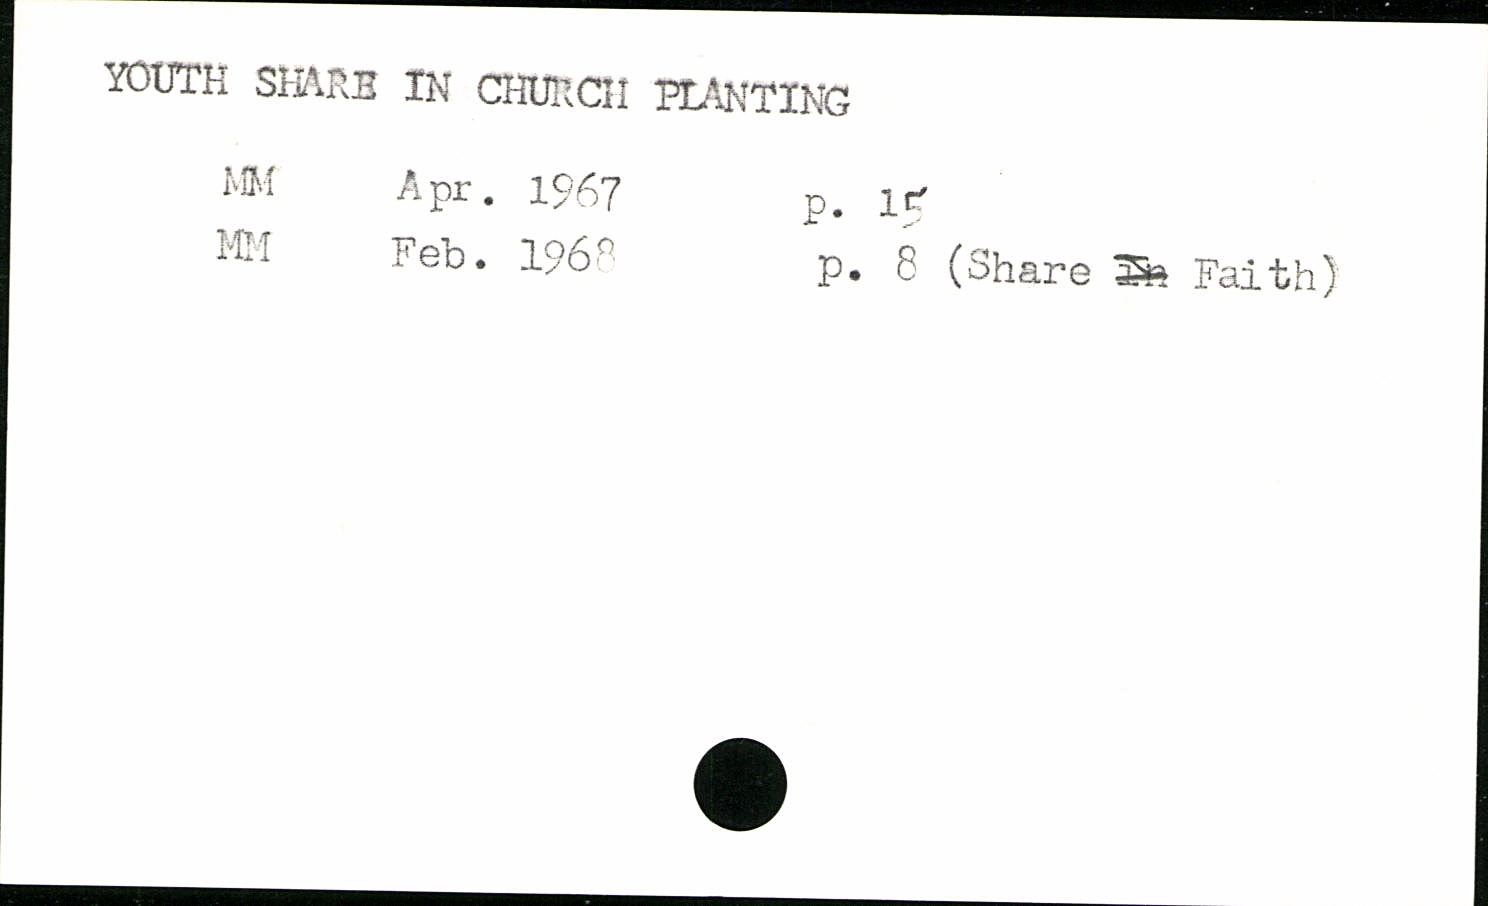 YOUTH SHARE IN CHURCH PLANTING
MM Apr. 1967 p. 15
MM Feb. 1968 p. 8 (Share In Faith)